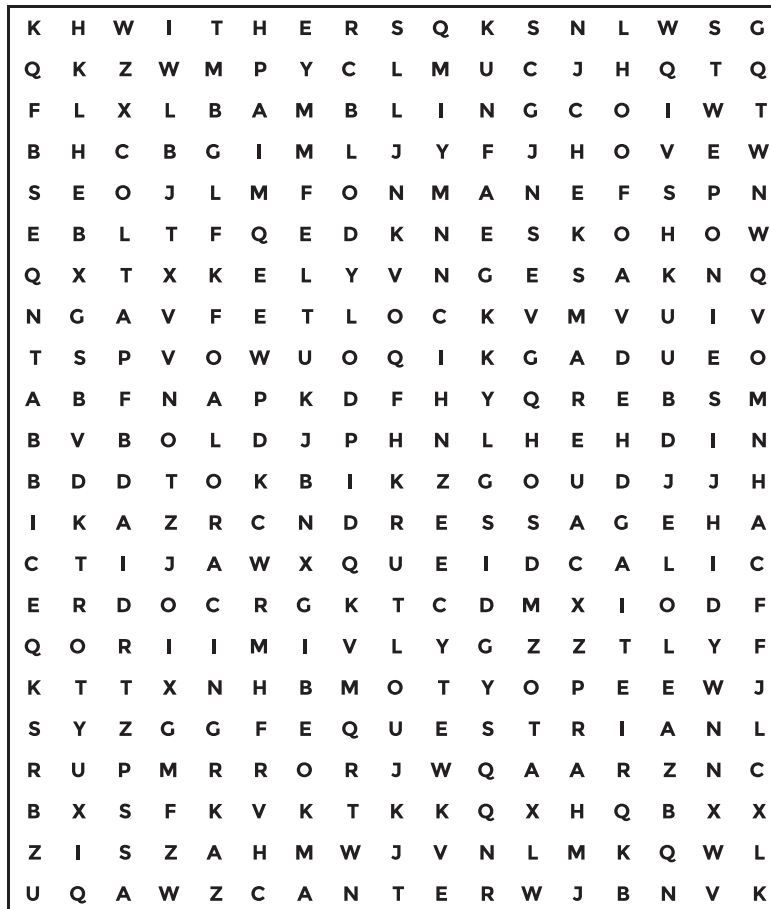 K H W I T H E R S Q K S N L W S G
Q K Z W M P Y C L M U C J H Q T Q
F L X L B A M B L I N G C O I W T
B H C B G I M L J Y F J H O V E W
S E O J L M F O N M A N E F S P N
E B L T F Q E D K N E S K O H O W
Q X T X K E L Y V N G E S A K N Q
N G A V F E T L O C K V M V U I V
T S P V O W U O Q I K G A D U E O
A B F N A P K D F H Y Q R E B S M
B V B O L D J P H N L H E H D I N
B D D T O K B I K Z G O U D J J H
I K A Z R C N D R E S S A G E H A
C T I J A W X Q U E I D C A L I C
E R D O C R G K T C D M X I O D F
Q O R I I M I V L Y G Z Z T L Y F
K T T X N H B M O T Y O P E E W J
S Y Z G G F E Q U E S T R I A N L
R U P M R R O R J W Q A A R Z N C
B X S F K V K T K K Q X H Q B X X
Z I S Z A H M W J V N L M K Q W L
U Q A W Z C A N T E R W J B N V K